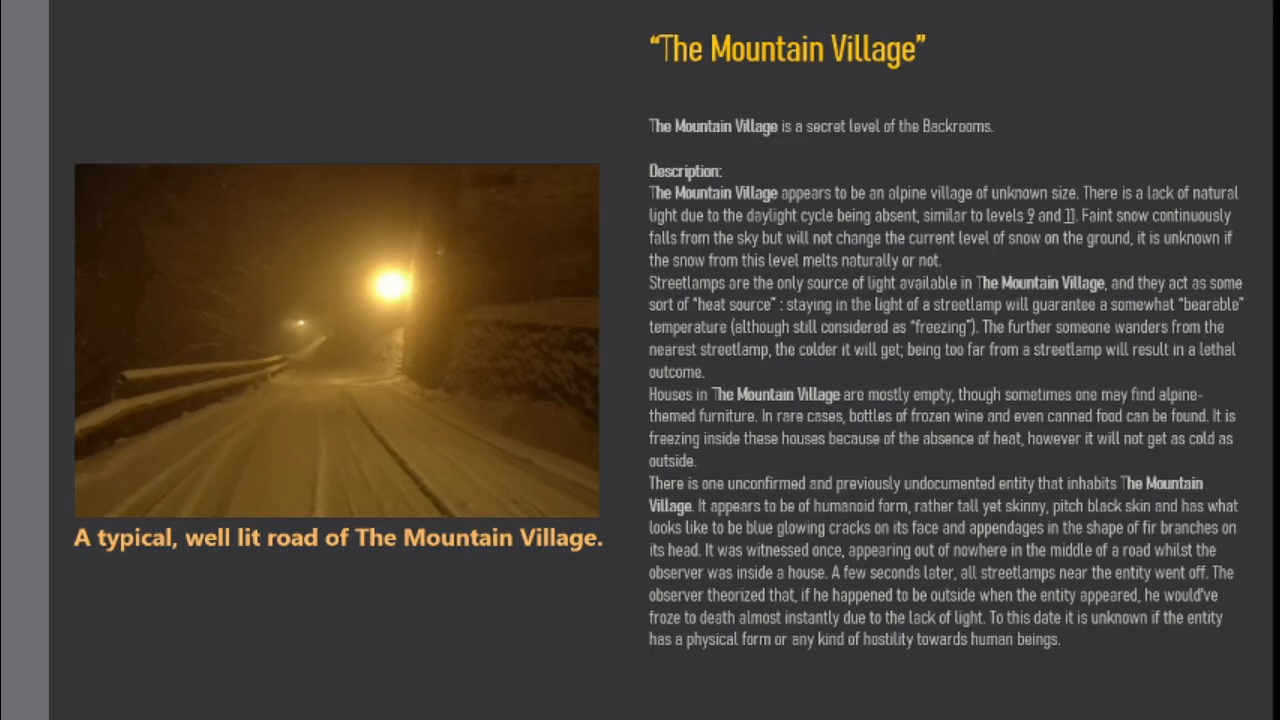 “The Mountain Village”
The Mountain Village is a secret level of the Backrooms.
Description:
The Mountain Village appears to be an alpine village of unknown size. There is a lack of natural
light due to the daylight cycle being absent, similar to levels 9 and 11. Faint snow continuously
falls from the sky but will not change the current level of snow on the ground, it is unknown if
the snow from this level melts naturally or not.
Streetlamps are the only source of light available in The Mountain Village, and they act as some
sort of "heat source" : staying in the light of a streetlamp will guarantee a somewhat "bearable"
temperature (although still considered as "freezing"). The further someone wanders from the
nearest streetlamp, the colder it will get; being too far from a streetlamp will result in a lethal
outcome.
Houses in The Mountain Village are mostly empty, though sometimes one may find alpine-
themed furniture. In rare cases, bottles of frozen wine and even canned food can be found. It is
freezing inside these houses because of the absence of heat, however it will not get as cold as
outside.
There is one unconfirmed and previously undocumented entity that inhabits The Mountain
Village. It appears to be of humanoid form, rather tall yet skinny, pitch black skin and has what
looks like to be blue glowing cracks on its face and appendages in the shape of fir branches on
its head. It was witnessed once, appearing out of nowhere in the middle of a road whilst the
observer was inside a house. A few seconds later, all streetlamps near the entity went off. The
observer theorized that, if he happened to be outside when the entity appeared, he would've
froze to death almost instantly due to the lack of light. To this date it is unknown if the entity
has a physical form or any kind of hostility towards human beings.
A typical, well lit road of The Mountain Village.